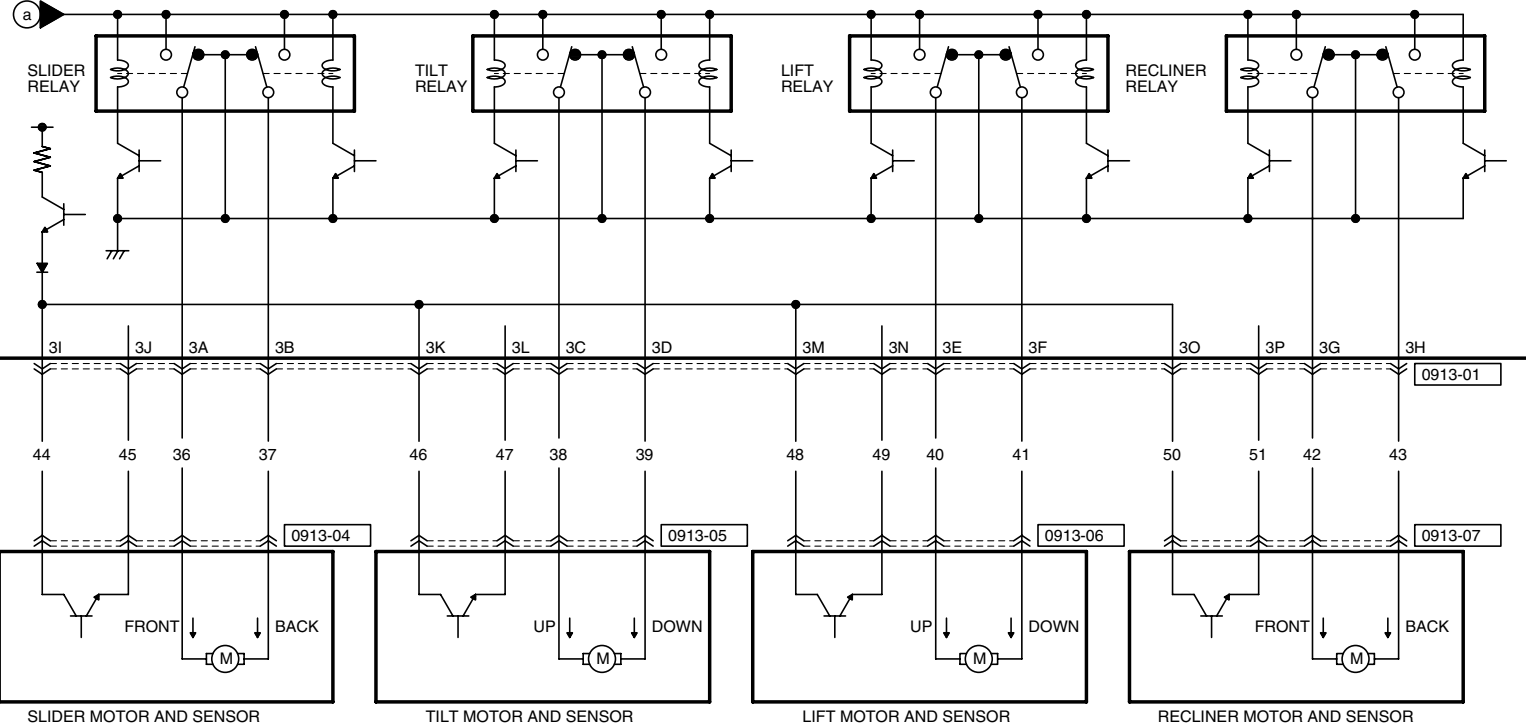 a
SLIDER
RELAY
TILT
RELAY
LIFT
RELAY
RECLINER
RELAY
3I 3J 3A 3B 3K 3L 3C 3D 3M 3N 3E 3F 3O 3P 3G 3H
0913-01
44 45 36 37 46 47 38 39 48 49 40 41 50 51 42 43
0913-04 0913-05 0913-06 0913-07
FRONT BACK UP DOWN UP DOWN FRONT BACK
M M M M
SLIDER MOTOR AND SENSOR TILT MOTOR AND SENSOR LIFT MOTOR AND SENSOR RECLINER MOTOR AND SENSOR